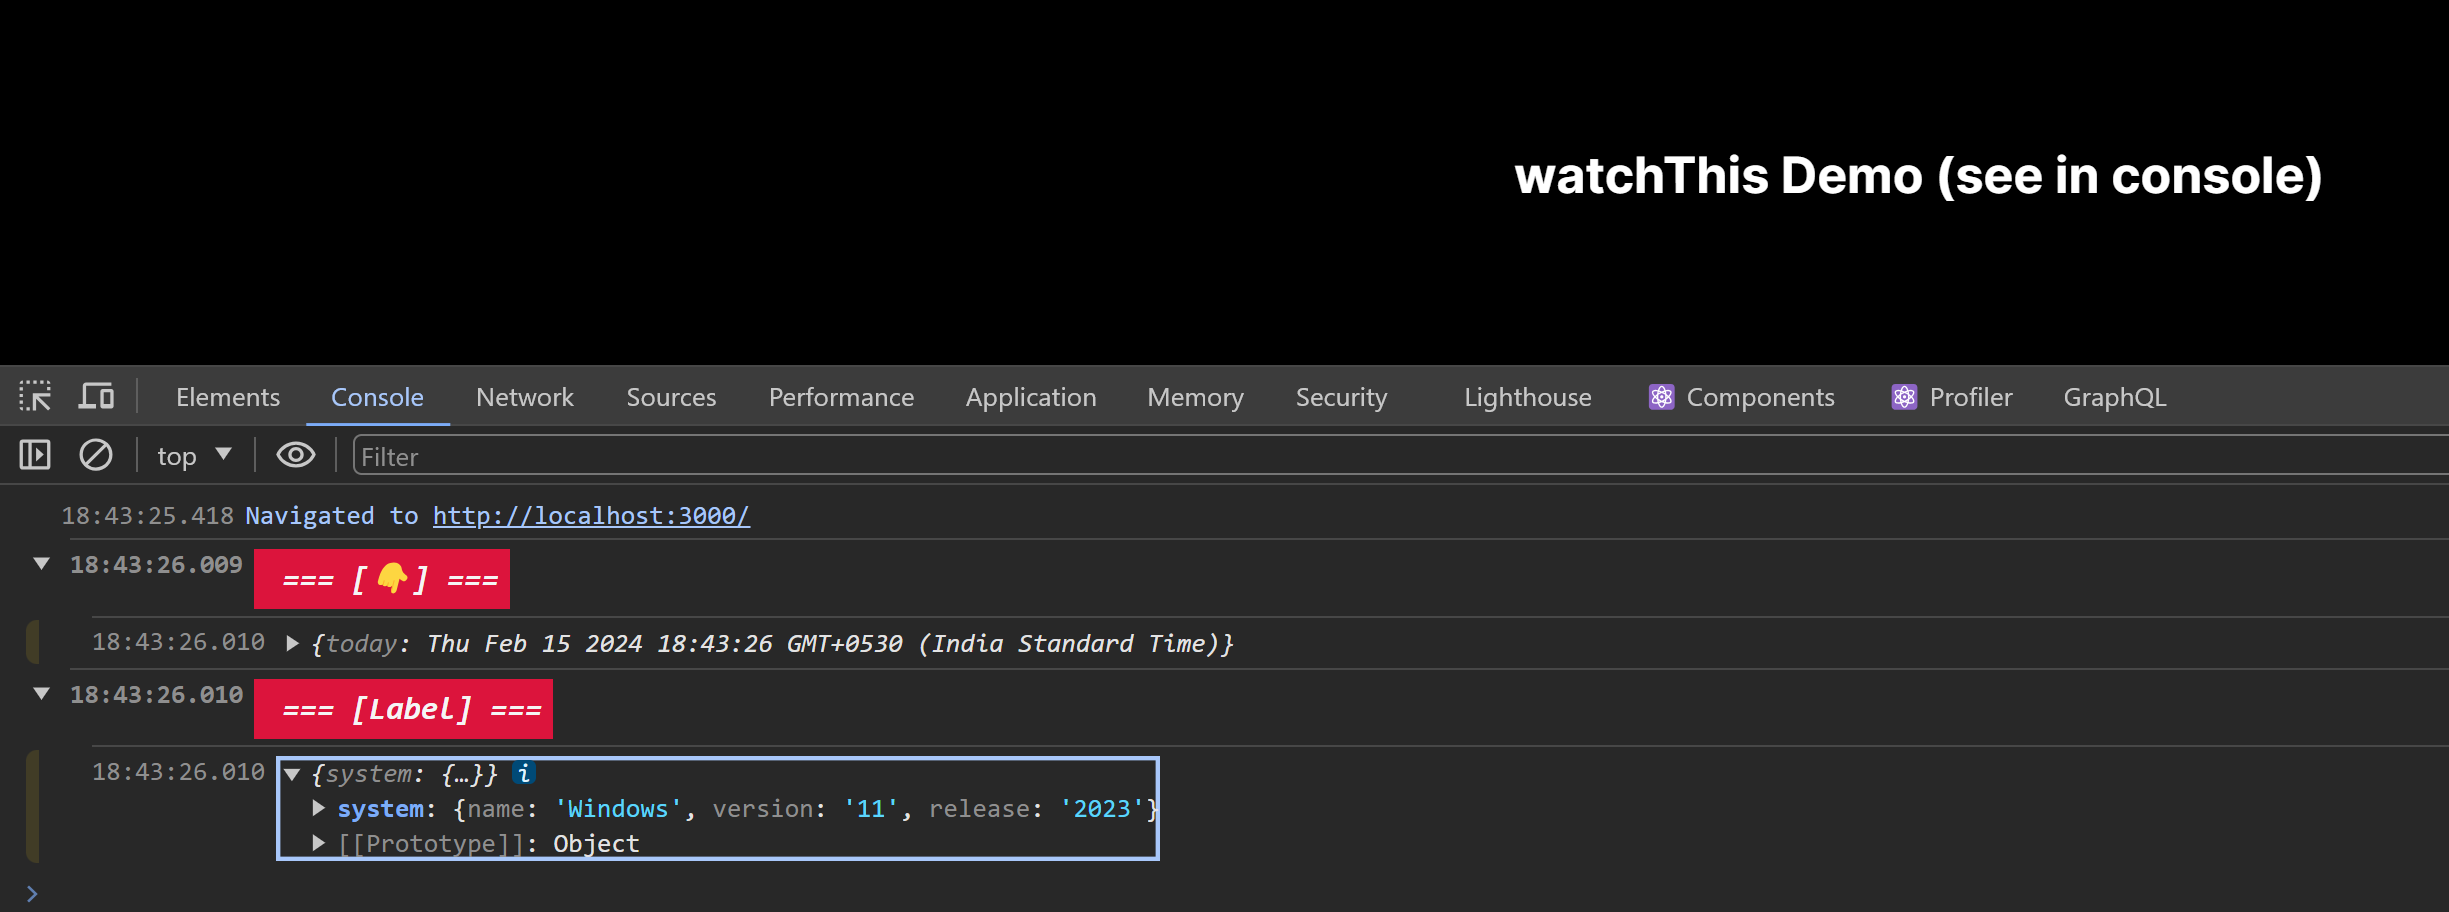 watchThis Demo (see in console)
Elements Console Network Sources Performance Application Memory Security Lighthouse Components Profiler GraphQL
top ▼ Filter
18:43:25.418 Navigated to http://localhost:3000/
▼ 18:43:26.009 === [👇] ===
18:43:26.010 ▶ {today: Thu Feb 15 2024 18:43:26 GMT+0530 (India Standard Time)}
▼ 18:43:26.010 === [Label] ===
18:43:26.010 ▼ {system: {…}} i
▶ system: {name: 'Windows', version: '11', release: '2023'}
▶ [[Prototype]]: Object
>